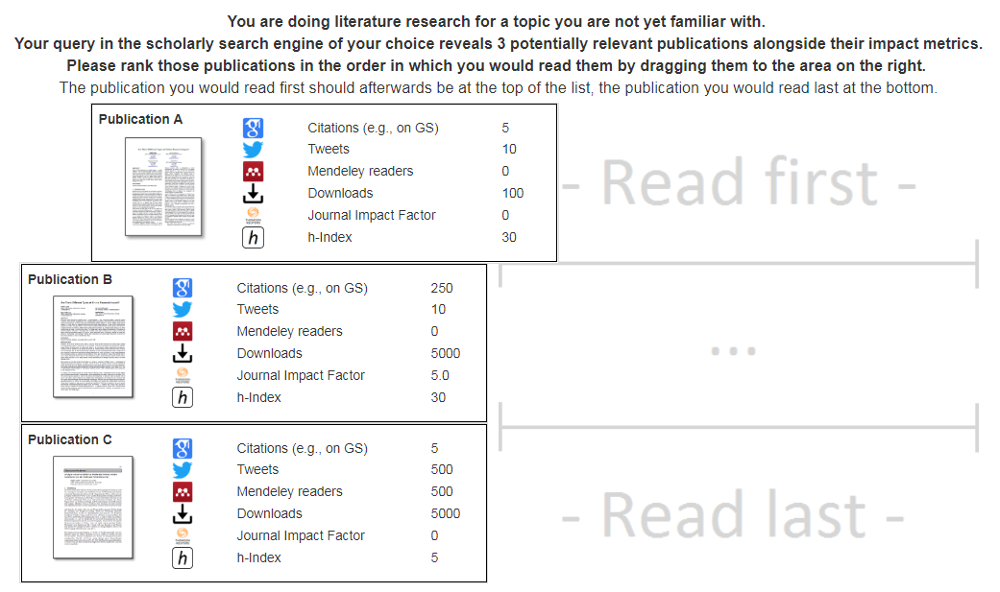 You are doing literature research for a topic you are not yet familiar with.
Your query in the scholarly search engine of your choice reveals 3 potentially relevant publications alongside their impact metrics.
Please rank those publications in the order in which you would read them by dragging them to the area on the right.
The publication you would read first should afterwards be at the top of the list, the publication you would read last at the bottom.
Publication A
g Citations (e.g., on GS) 5
Tweets 10
Mendeley readers 0
Downloads 100
Journal Impact Factor 0
h h-Index 30
- Read first -
Publication B
g Citations (e.g., on GS) 250
Tweets 10
Mendeley readers 0
Downloads 5000
Journal Impact Factor 5.0
h h-Index 30
...
Publication C
g Citations (e.g., on GS) 5
Tweets 500
Mendeley readers 500
Downloads 5000
Journal Impact Factor 0
h h-Index 5
- Read last -